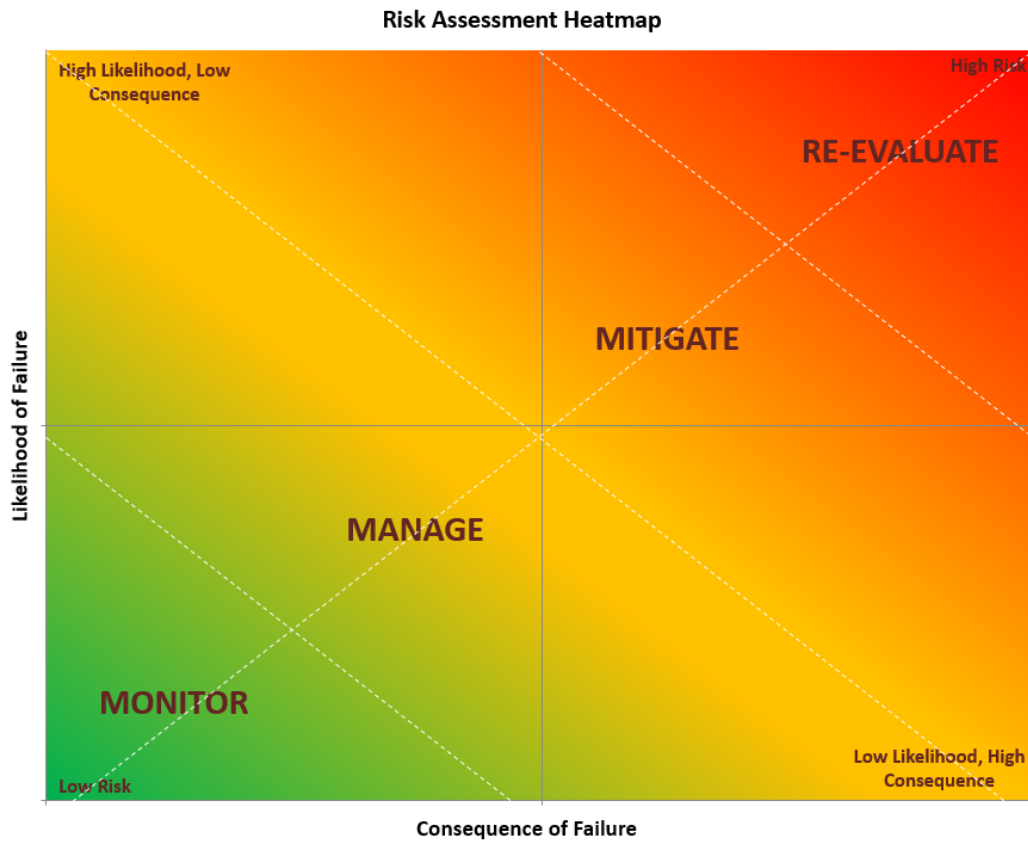 Risk Assessment Heatmap
High Likelihood, Low
Consequence
High Risk
RE-EVALUATE
MITIGATE
Likelihood of Failure
MANAGE
MONITOR
Low Likelihood, High
Consequence
Low Risk
Consequence of Failure